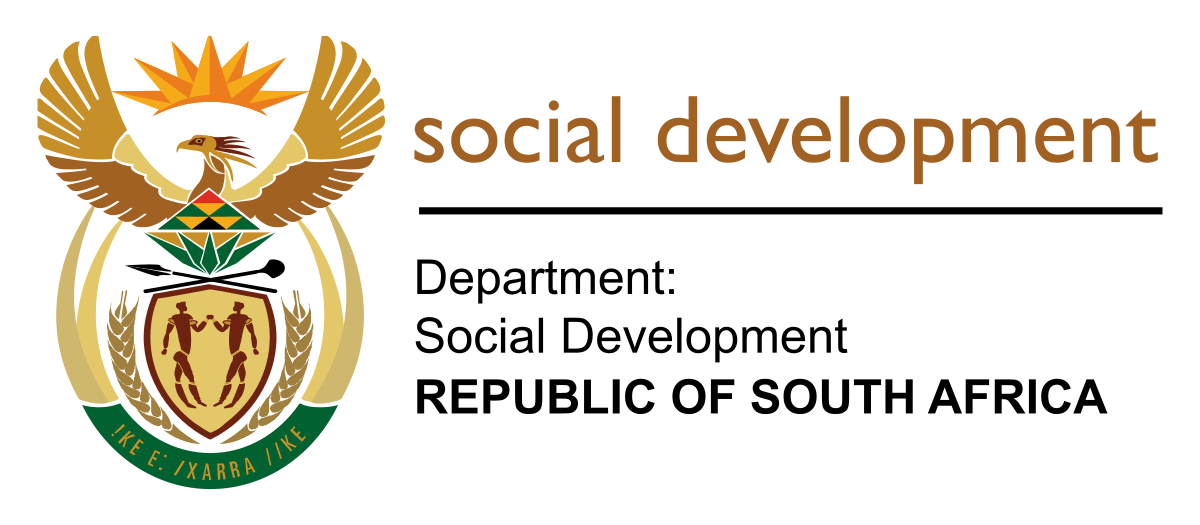 social development
Department:
Social Development
REPUBLIC OF SOUTH AFRICA
!KE E: /XARRA //KE